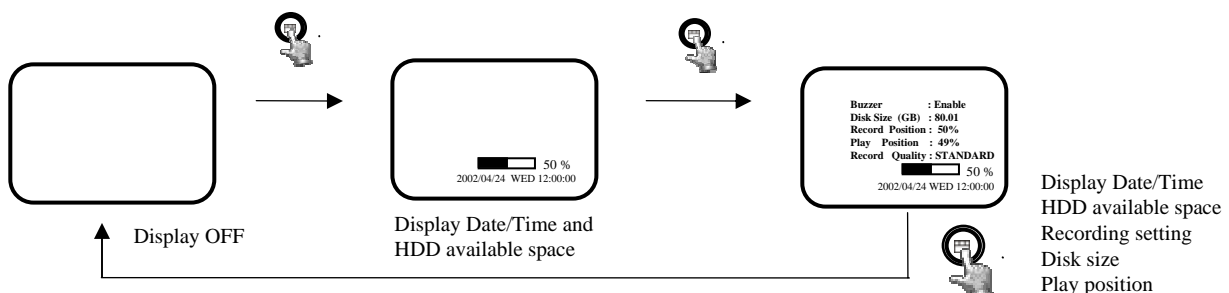 Buzzer : Enable
Disk Size (GB) : 80.01
Record Position : 50%
Play Position : 49%
Record Quality : STANDARD
50 %
2002/04/24 WED 12:00:00
50 %
2002/04/24 WED 12:00:00
Display OFF
Display Date/Time and
HDD available space
Display Date/Time
HDD available space
Recording setting
Disk size
Play position